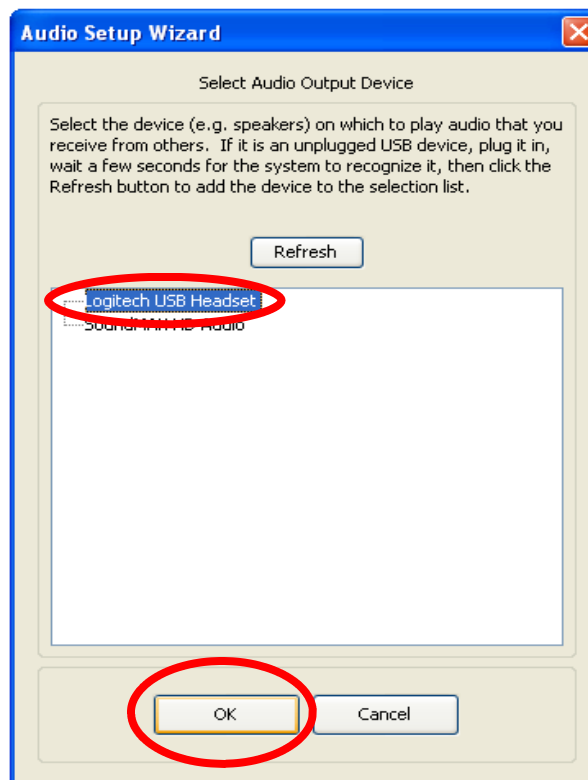 Audio Setup Wizard
Select Audio Output Device
Select the device (e.g. speakers) on which to play audio that you
receive from others. If it is an unplugged USB device, plug it in,
wait a few seconds for the system to recognize it, then click the
Refresh button to add the device to the selection list.
Refresh
Logitech USB Headset
SoundMAX HD Audio
OK Cancel